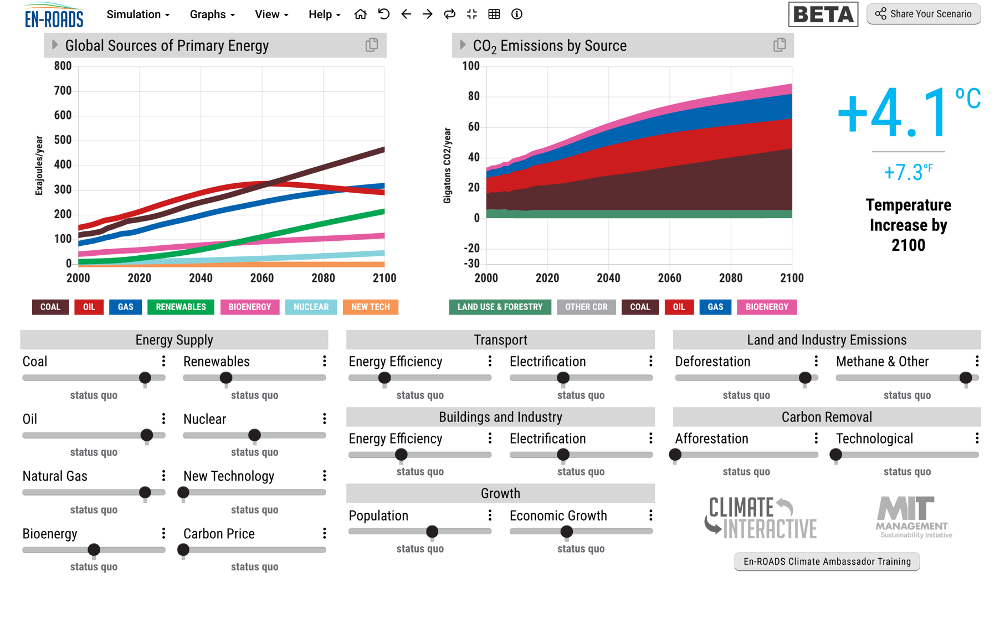 EN-ROADS
Simulation
Graphs
View
Help
BETA
Share Your Scenario
Global Sources of Primary Energy
800
700
600
500
400
300
200
100
0
Exajoules/year
2000 2020 2040 2060 2080 2100
COAL OIL GAS RENEWABLES BIOENERGY NUCLEAR NEW TECH
CO2 Emissions by Source
100
80
60
40
20
0
-20
-30
Gigatons CO2/year
2000 2020 2040 2060 2080 2100
LAND USE & FORESTRY OTHER CDR COAL OIL GAS BIOENERGY
+4.1 ºC
+7.3ºF
Temperature
Increase by
2100
Energy Supply
Coal
status quo
Renewables
status quo
Oil
status quo
Nuclear
status quo
Natural Gas
status quo
New Technology
status quo
Bioenergy
status quo
Carbon Price
status quo
Transport
Energy Efficiency
status quo
Electrification
status quo
Buildings and Industry
Energy Efficiency
status quo
Electrification
status quo
Growth
Population
status quo
Economic Growth
status quo
Land and Industry Emissions
Deforestation
status quo
Methane & Other
status quo
Carbon Removal
Afforestation
status quo
Technological
status quo
CLIMATE
INTERACTIVE
MIT
MANAGEMENT
Sustainability Initiative
En-ROADS Climate Ambassador Training